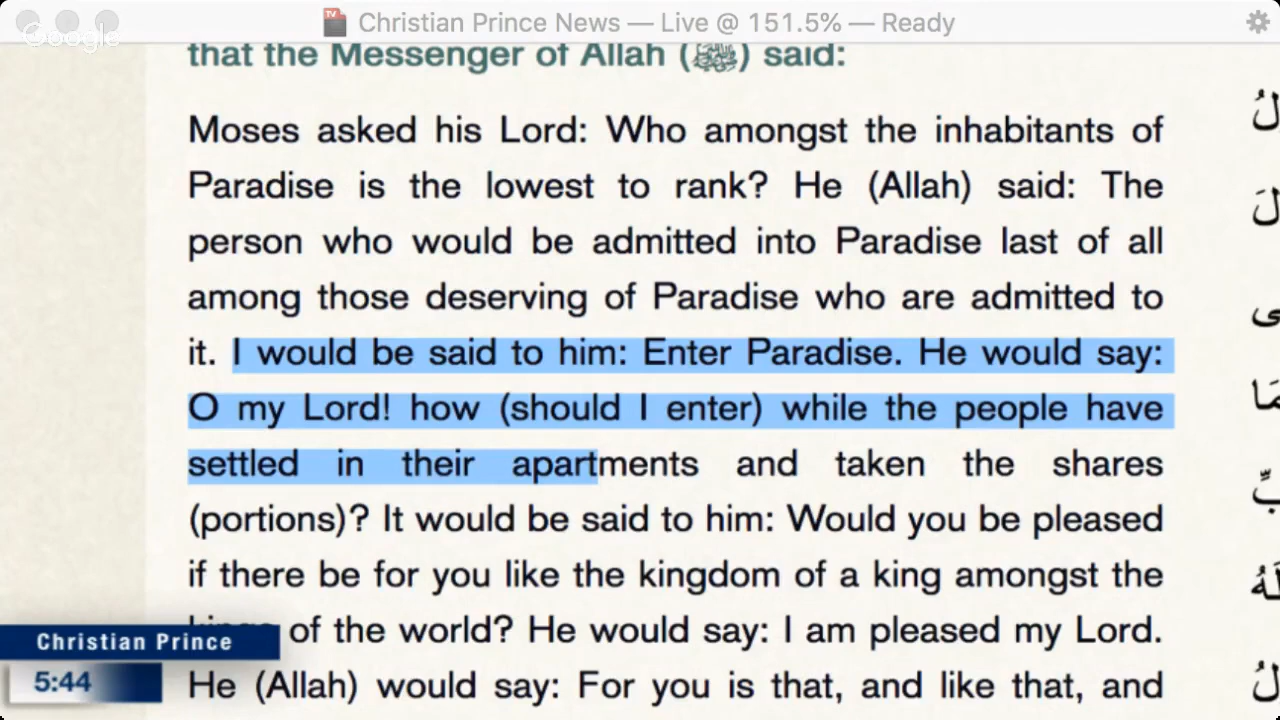 Christian Prince News — Live @ 151.5% — Ready
Google
that the Messenger of Allah (ﷺ) said:
Moses asked his Lord: Who amongst the inhabitants of
Paradise is the lowest to rank? He (Allah) said: The
person who would be admitted into Paradise last of all
among those deserving of Paradise who are admitted to
it. I would be said to him: Enter Paradise. He would say:
O my Lord! how (should I enter) while the people have
settled in their apartments and taken the shares
(portions)? It would be said to him: Would you be pleased
if there be for you like the kingdom of a king amongst the
of the world? He would say: I am pleased my Lord.
He (Allah) would say: For you is that, and like that, and
Christian Prince
5:44